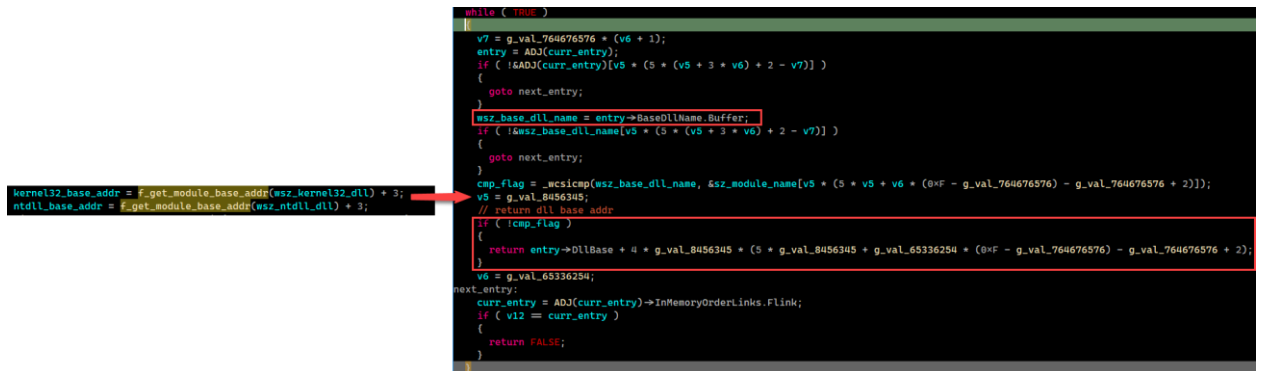 kernel32_base_addr = f_get_module_base_addr(wsz_kernel32_dll) + 3;
ntdll_base_addr = f_get_module_base_addr(wsz_ntdll_dll) + 3;
while ( TRUE )
{
v7 = g_val_764676576 * (v6 + 1);
entry = ADJ(curr_entry);
if ( !&ADJ(curr_entry)[v5 * (5 * (v5 + 3 * v6) + 2 - v7)] )
{
goto next_entry;
}
wsz_base_dll_name = entry->BaseDllName.Buffer;
if ( !&wsz_base_dll_name[v5 * (5 * (v5 + 3 * v6) + 2 - v7)] )
{
goto next_entry;
}
cmp_flag = _wcsicmp(wsz_base_dll_name, &sz_module_name[v5 * (5 * v5 + v6 * (0xF - g_val_764676576) - g_val_764676576 + 2)]);
v5 = g_val_8456345;
// return dll base addr
if ( !cmp_flag )
{
return entry->DllBase + 4 * g_val_8456345 * (5 * g_val_8456345 + g_val_65336254 * (0xF - g_val_764676576) - g_val_764676576 + 2);
}
v6 = g_val_65336254;
next_entry:
curr_entry = ADJ(curr_entry)->InMemoryOrderLinks.Flink;
if ( v12 == curr_entry )
{
return FALSE;
}
}